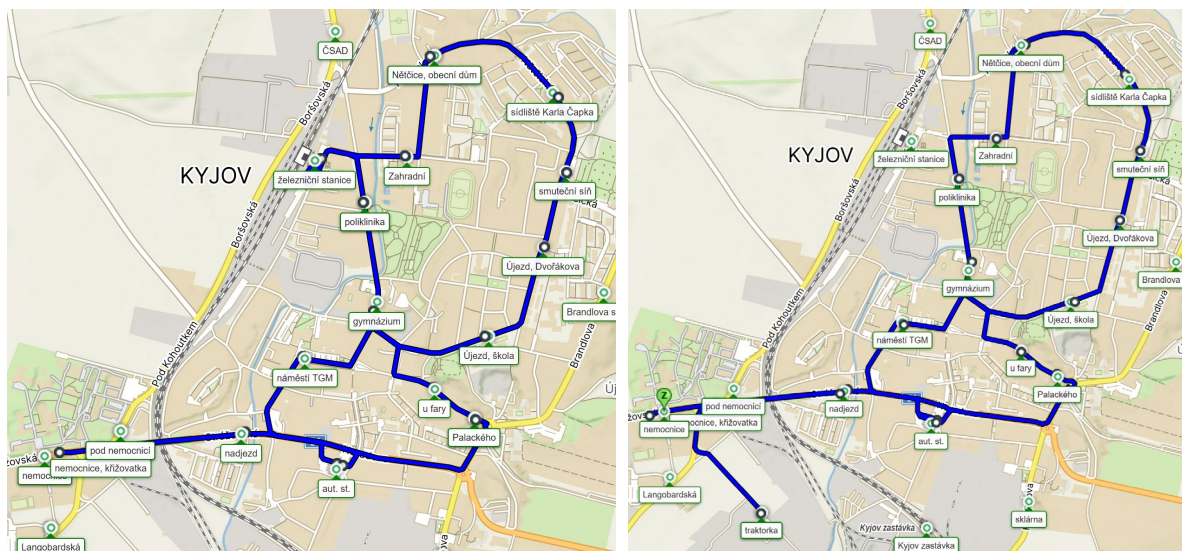 ČSAD
Nětčice, obecní dům
Boršovská
sídliště Karla Čapka
KYJOV
železniční stanice
Zahradní
smuteční síň
Boršovská
poliklinika
Újezd, Dvořákova
Brandlova s
gymnázium
Pod Kohoutkem
Újezd, škola
Brandlova
náměstí TGM
u fary
Palackého
pod nemocnicí
nadjezd
nemocnice, křižovatka
nemocnice
aut. st.
Langobardská
ČSAD
Nětčice, obecní dům
Boršovská
sídliště Karla Čapka
KYJOV
železniční stanice
Zahradní
smuteční síň
Boršovská
poliklinika
Újezd, Dvořákova
Brandlova
gymnázium
Brandlova
Pod Kohoutkem
Újezd, škola
náměstí TGM
u fary
Z
Palackého
pod nemocnicí
nadjezd
nemocnice
aut. st.
Langobardská
sklárna
traktorka
Kyjov zastávka
Kyjov zastávka